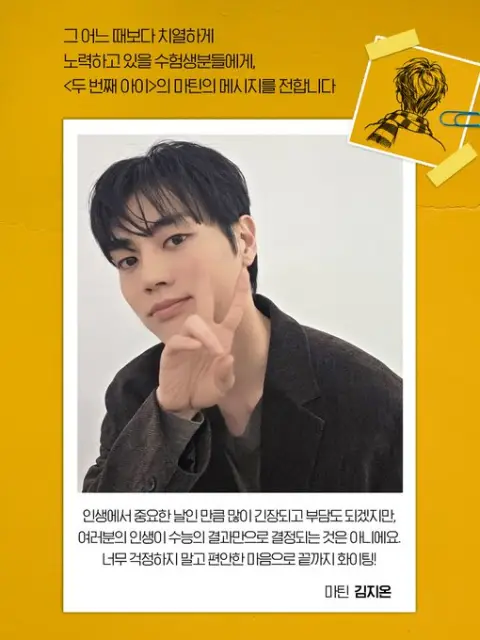 그 어느 때보다 치열하게
노력하고 있을 수험생분들에게,
<두 번째 아이>의 마틴의 메시지를 전합니다
인생에서 중요한 날인 만큼 많이 긴장되고 부담도 되겠지만,
여러분의 인생이 수능의 결과만으로 결정되는 것은 아니에요.
너무 걱정하지 말고 편안한 마음으로 끝까지 화이팅!
마틴 김지온